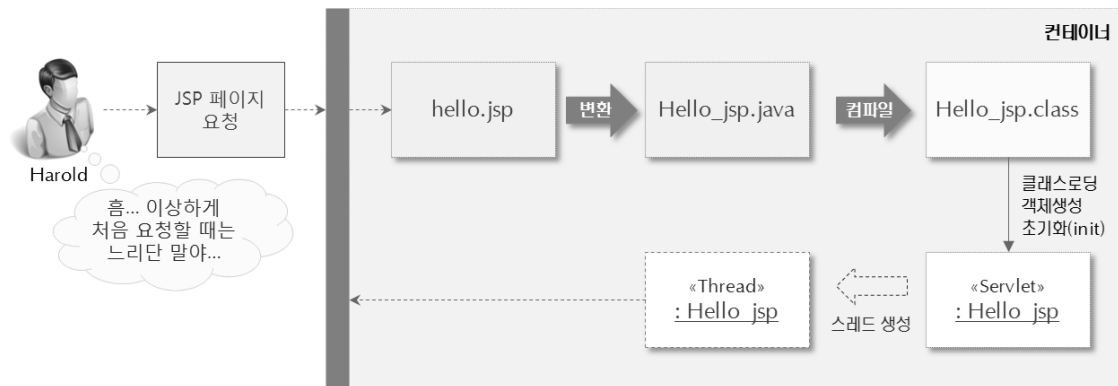 컨테이너
JSP 페이지
요청
hello.jsp
변환
Hello_jsp.java
컴파일
Hello_jsp.class
Harold
흠... 이상하게
처음 요청할 때는
느리단 말야...
클래스로딩
객체생성
초기화(init)
«Servlet»
: Hello_jsp
스레드 생성
«Thread»
: Hello_jsp